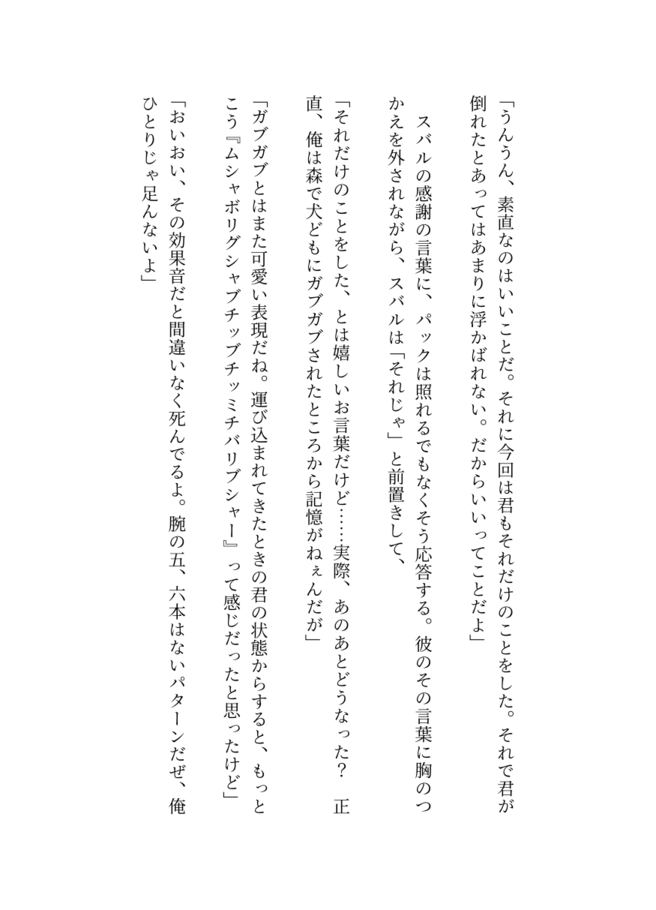 「うんうん、素直なのはいいことだ。それに今回は君もそれだけのことをした。それで君が
倒れたとあってはあまりに浮かばれない。だからいいってことだよ」
　スバルの感謝の言葉に、パックは照れるでもなくそう応答する。彼のその言葉に胸のつ
かえを外されながら、スバルは「それじゃ」と前置きして、
「それだけのことをした、とは嬉しいお言葉だけど……実際、あのあとどうなった？　正
直、俺は森で犬どもにガブガブされたところから記憶がねぇんだが」
「ガブガブとはまた可愛い表現だね。運び込まれてきたときの君の状態からすると、もっと
こう『ムシャボリグシャブチッブチッミチバリブシャー』って感じだったと思ったけど」
「おいおい、その効果音だと間違いなく死んでるよ。腕の五、六本はないパターンだぜ、俺
ひとりじゃ足んないよ」